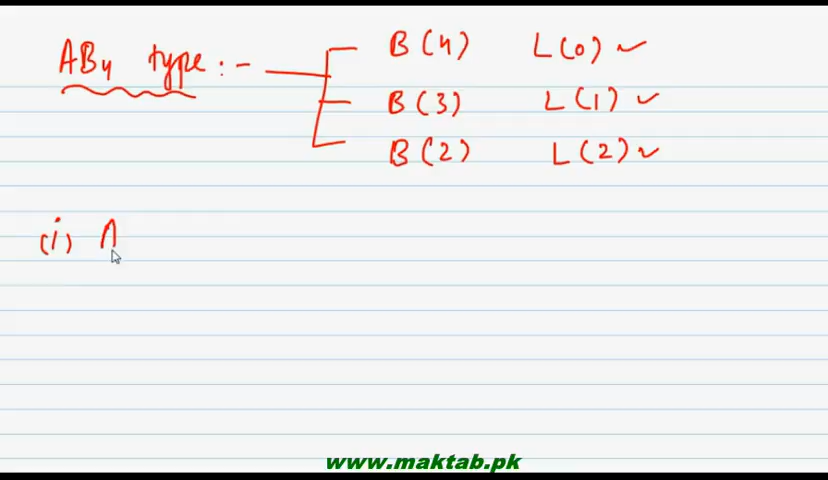 AB4 type :- B(4) L(0) ✓
B(3) L(1) ✓
B(2) L(2) ✓
(i) A
www.maktab.pk